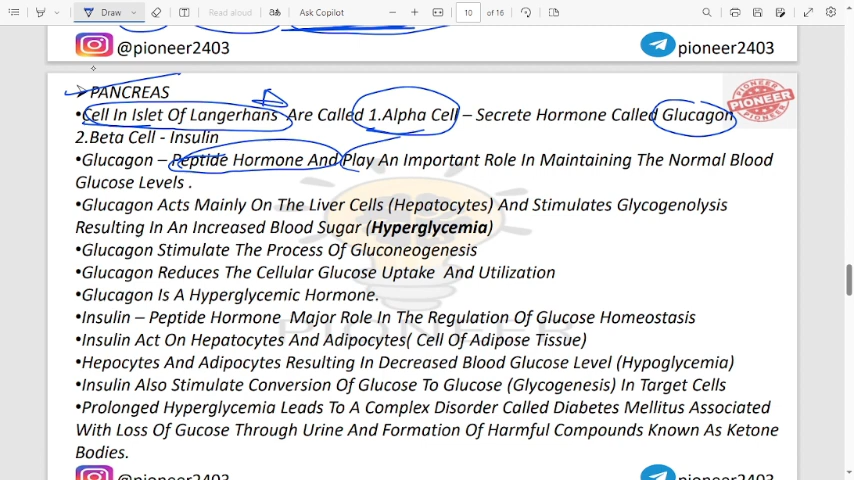 Read aloud
Ask Copilot
10 of 16
@pioneer2403
pioneer2403
PANCREAS
•Cell In Islet Of Langerhans Are Called 1.Alpha Cell – Secrete Hormone Called Glucagon
2.Beta Cell - Insulin
•Glucagon – Peptide Hormone And Play An Important Role In Maintaining The Normal Blood
Glucose Levels .
•Glucagon Acts Mainly On The Liver Cells (Hepatocytes) And Stimulates Glycogenolysis
Resulting In An Increased Blood Sugar (Hyperglycemia)
•Glucagon Stimulate The Process Of Gluconeogenesis
•Glucagon Reduces The Cellular Glucose Uptake And Utilization
•Glucagon Is A Hyperglycemic Hormone.
•Insulin – Peptide Hormone Major Role In The Regulation Of Glucose Homeostasis
•Insulin Act On Hepatocytes And Adipocytes( Cell Of Adipose Tissue)
•Hepocytes And Adipocytes Resulting In Decreased Blood Glucose Level (Hypoglycemia)
•Insulin Also Stimulate Conversion Of Glucose To Glucose (Glycogenesis) In Target Cells
•Prolonged Hyperglycemia Leads To A Complex Disorder Called Diabetes Mellitus Associated
With Loss Of Gucose Through Urine And Formation Of Harmful Compounds Known As Ketone
Bodies.
PIONEER
PIONEER
@pioneer2403
pioneer2403
Draw